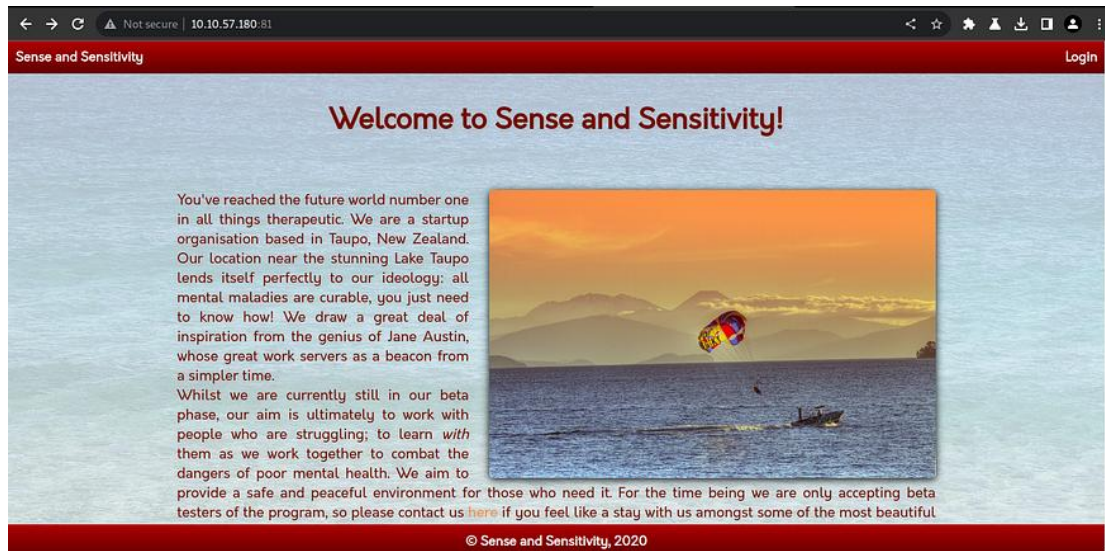 Not secure | 10.10.57.180:81
Sense and Sensitivity
Login
Welcome to Sense and Sensitivity!
You've reached the future world number one
in all things therapeutic. We are a startup
organisation based in Taupo, New Zealand.
Our location near the stunning Lake Taupo
lends itself perfectly to our ideology: all
mental maladies are curable, you just need
to know how! We draw a great deal of
inspiration from the genius of Jane Austin,
whose great work servers as a beacon from
a simpler time.
Whilst we are currently still in our beta
phase, our aim is ultimately to work with
people who are struggling; to learn with
them as we work together to combat the
dangers of poor mental health. We aim to
provide a safe and peaceful environment for those who need it. For the time being we are only accepting beta
testers of the program, so please contact us here if you feel like a stay with us amongst some of the most beautiful
© Sense and Sensitivity, 2020